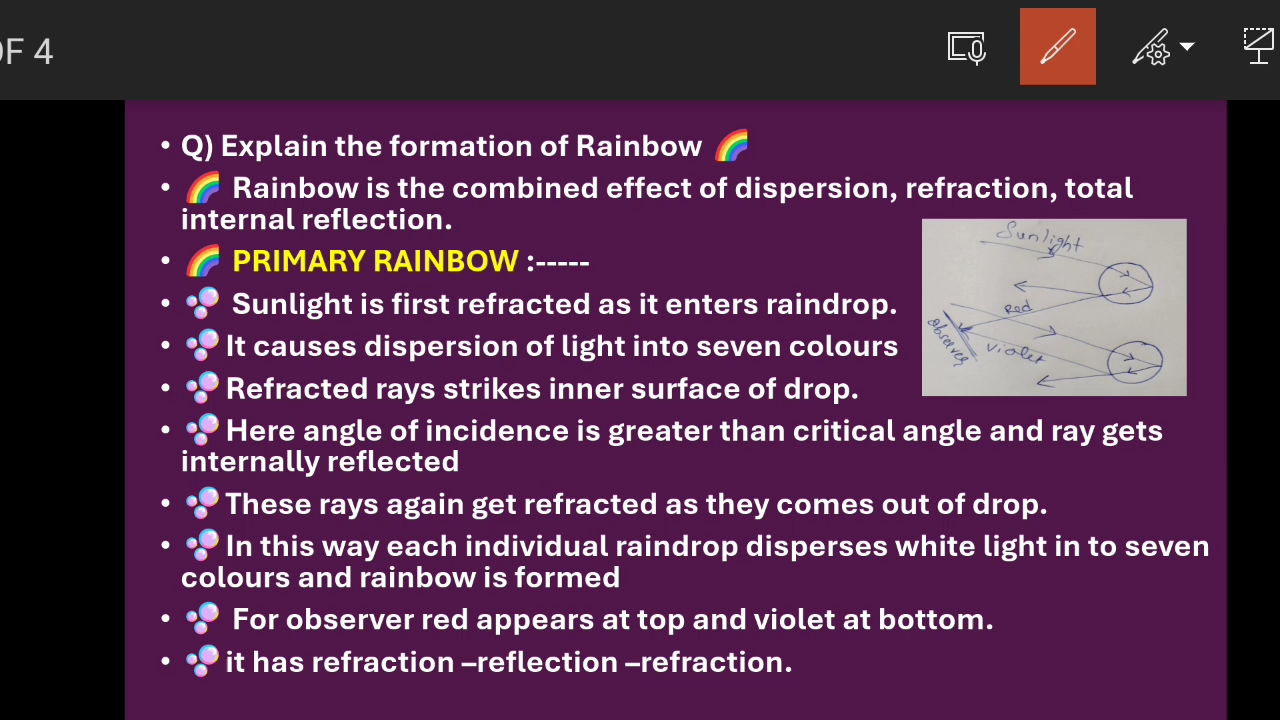 OF 4
• Q) Explain the formation of Rainbow 🌈
• 🌈 Rainbow is the combined effect of dispersion, refraction, total
internal reflection.
• 🌈 PRIMARY RAINBOW :-----
• 🫧 Sunlight is first refracted as it enters raindrop.
• 🫧 It causes dispersion of light into seven colours
• 🫧 Refracted rays strikes inner surface of drop.
• 🫧 Here angle of incidence is greater than critical angle and ray gets
internally reflected
• 🫧 These rays again get refracted as they comes out of drop.
• 🫧 In this way each individual raindrop disperses white light in to seven
colours and rainbow is formed
• 🫧 For observer red appears at top and violet at bottom.
• 🫧 it has refraction –reflection –refraction.
Sunlight
Red
Observer
violet